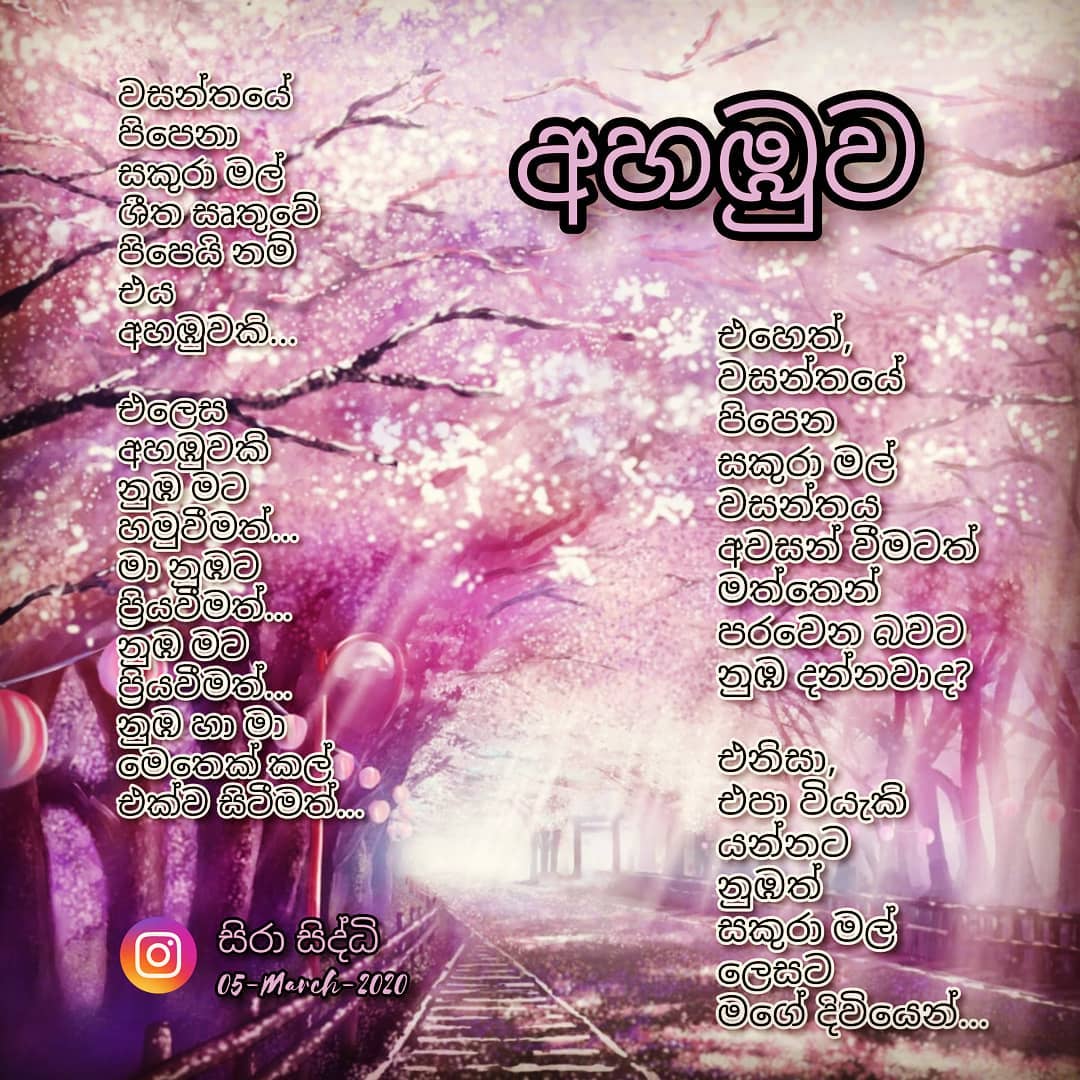 අහඹුව
වසන්තයේ
පිපෙනා
සකුරා මල්
ශීත සෘතුවේ
පිපෙයි නම්
එය
අහඹුවකි...
එලෙස
අහඹුවකි
නුඹ මට
හමුවීමත්...
මා නුඹට
ප්‍රියවීමත්...
නුඹ මට
ප්‍රියවීමත්...
නුඹ හා මා
මෙතෙක් කල්
එක්ව සිටීමත්...
එහෙත්,
වසන්තයේ
පිපෙන
සකුරා මල්
වසන්තය
අවසන් වීමටත්
මත්තෙන්
පරවෙන බවට
නුඹ දන්නවාද?
එනිසා,
එපා වියැකි
යන්නට
නුඹත්
සකුරා මල්
ලෙසට
මගේ දිවියෙන්...
සිරා සිද්ධි
05-March-2020